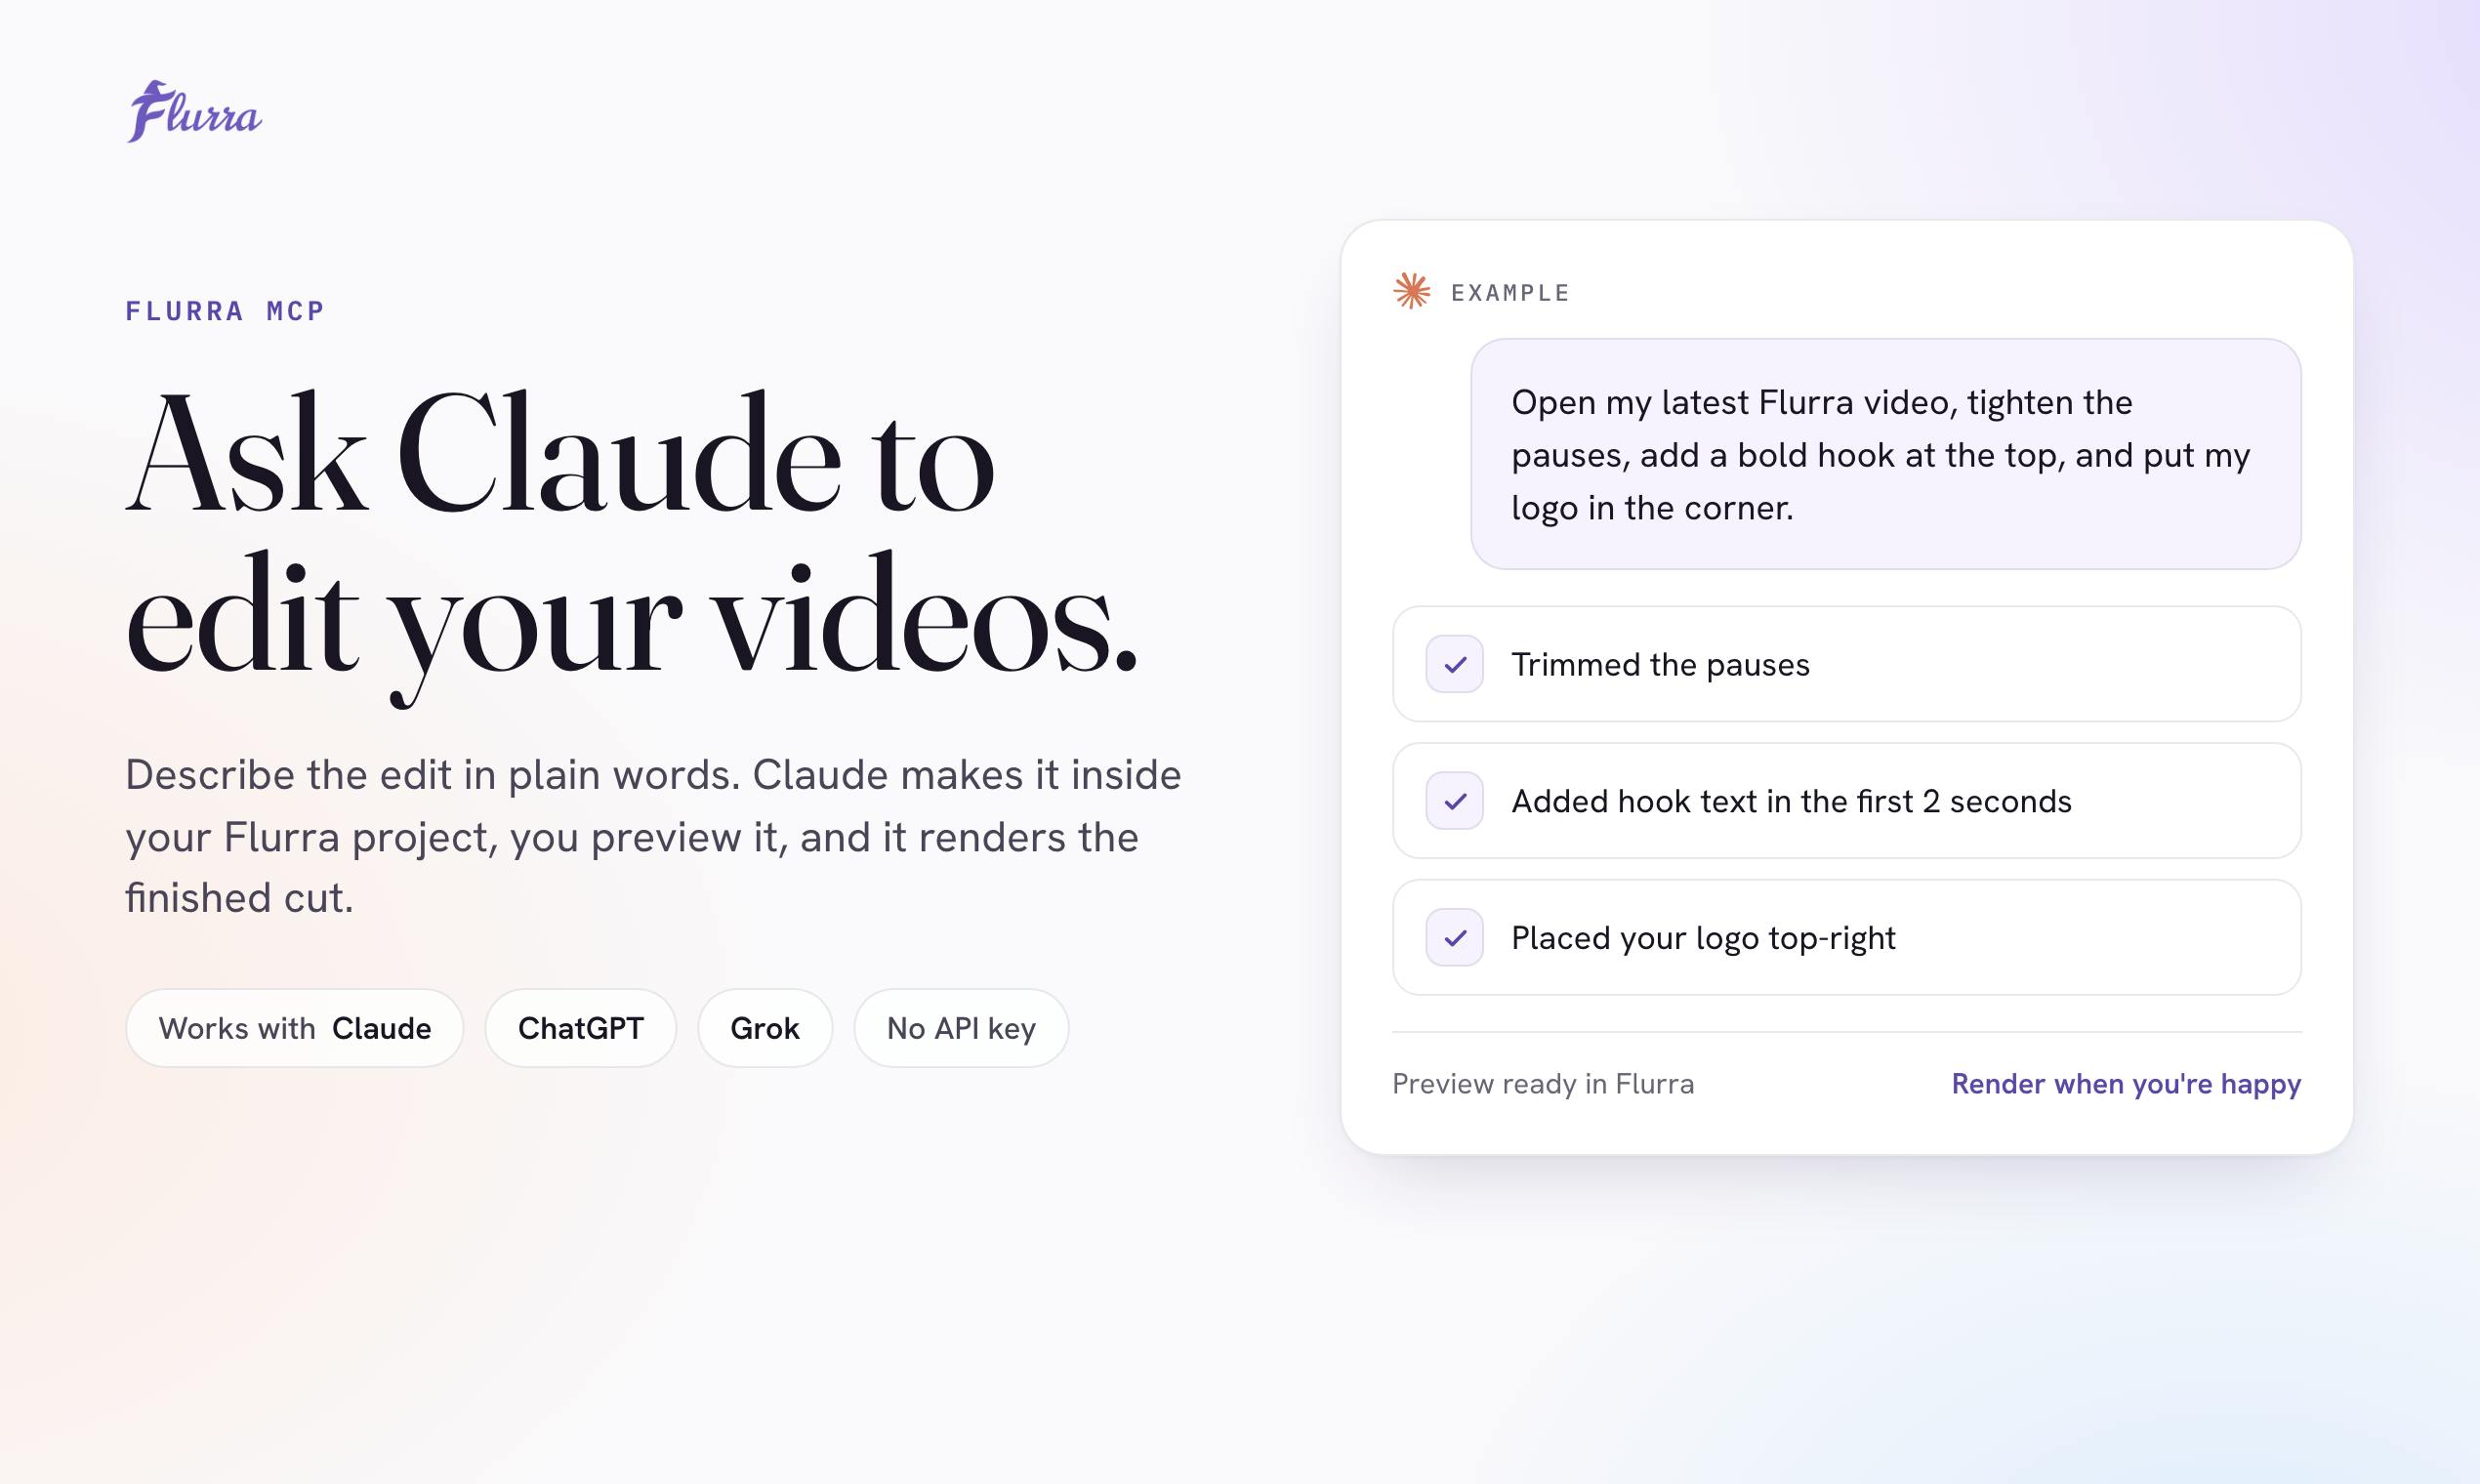 Flurra
FLURRA MCP
Ask Claude to
edit your videos.
Describe the edit in plain words. Claude makes it inside
your Flurra project, you preview it, and it renders the
finished cut.
Works with Claude
ChatGPT
Grok
No API key
EXAMPLE
Open my latest Flurra video, tighten the
pauses, add a bold hook at the top, and put my
logo in the corner.
Trimmed the pauses
Added hook text in the first 2 seconds
Placed your logo top-right
Preview ready in Flurra
Render when you're happy